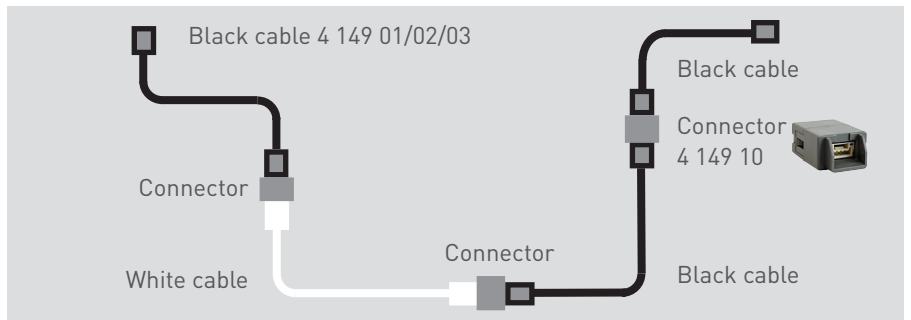 Black cable 4 149 01/02/03
Black cable
Connector
4 149 10
Connector
Connector
White cable
Black cable